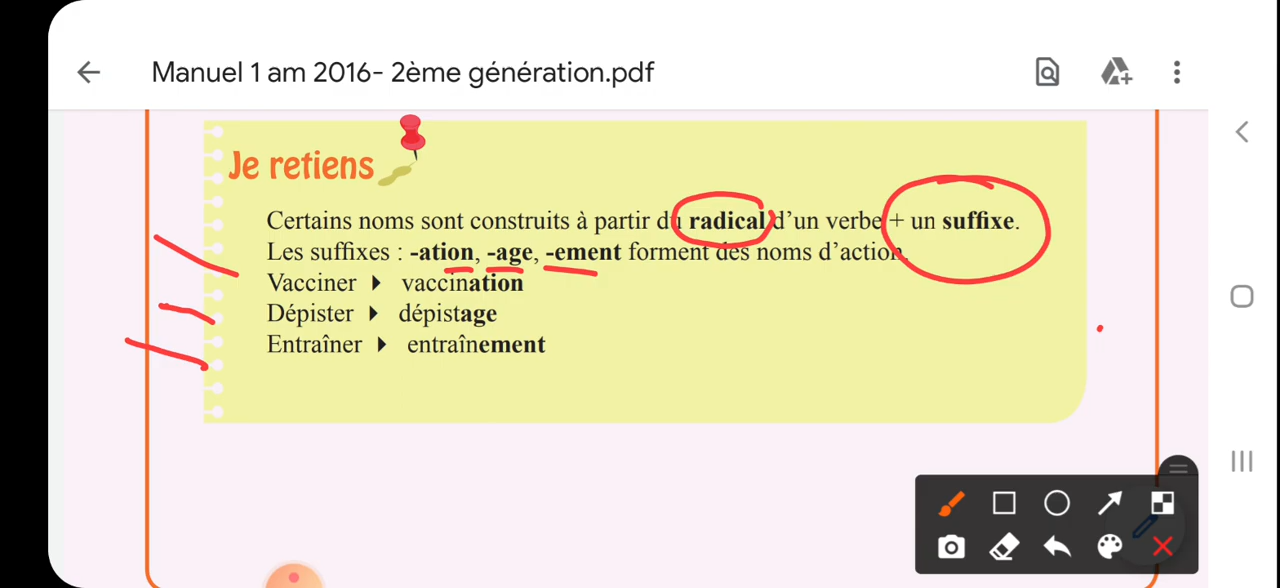 Manuel 1 am 2016- 2ème génération.pdf
Je retiens
Certains noms sont construits à partir du radical d'un verbe + un suffixe.
Les suffixes : -ation, -age, -ement forment des noms d'action.
Vacciner ▶ vaccination
Dépister ▶ dépistage
Entraîner ▶ entraînement